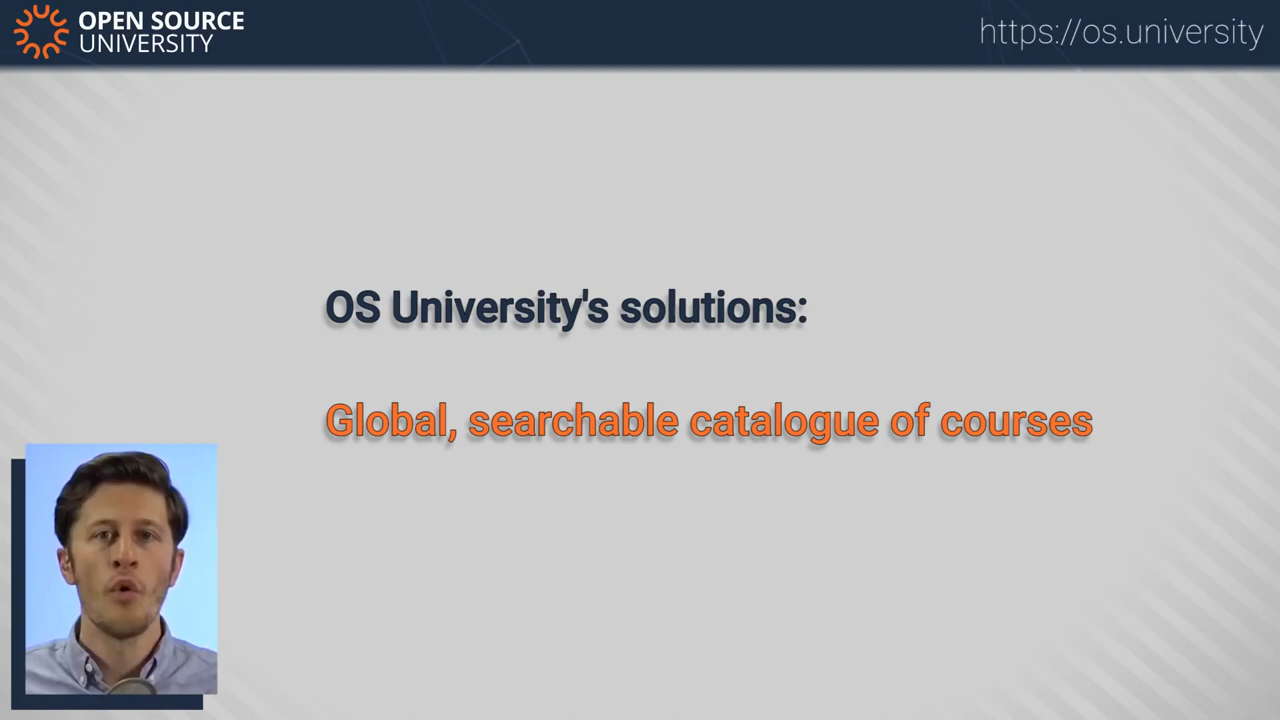 OPEN SOURCE
UNIVERSITY
https://os.university
OS University's solutions:
Global, searchable catalogue of courses